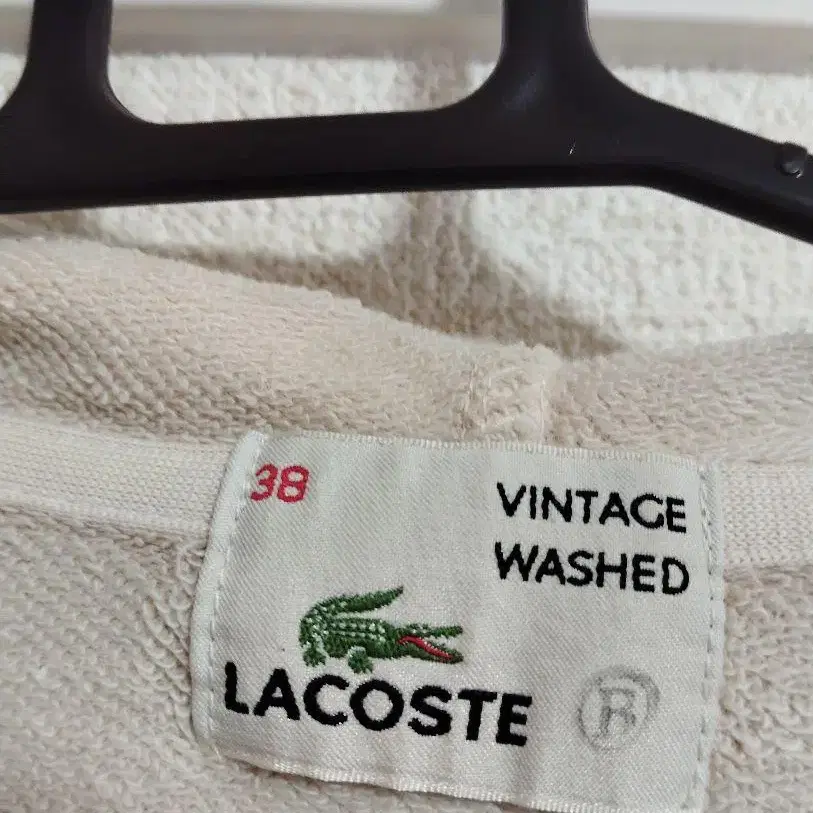 38
VINTAGE
WASHED
LACOSTE
B